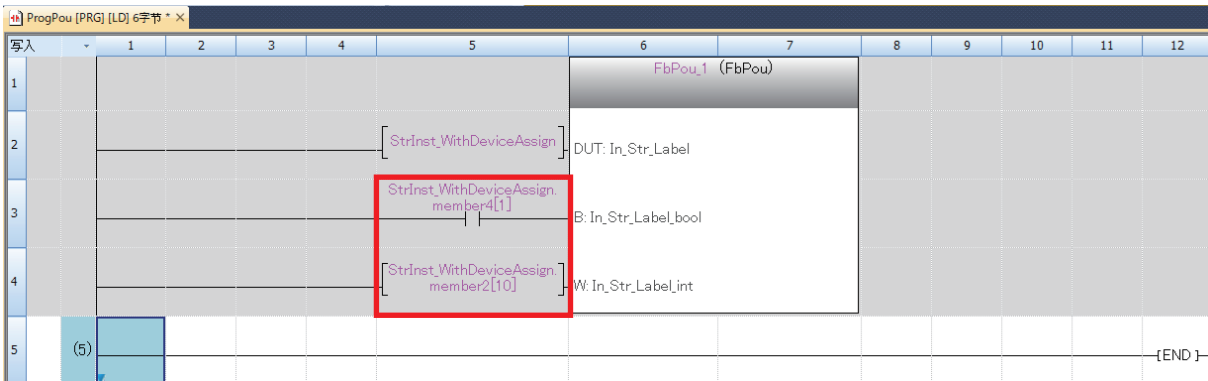 ProgPou [PRG] [LD] 6字节 * ×
写入 1 2 3 4 5 6 7 8 9 10 11 12
1 FbPou_1 (FbPou)
2 StrInst_WithDeviceAssign DUT: In_Str_Label
StrInst_WithDeviceAssign.
member4[1]
3 B: In_Str_Label_bool
StrInst_WithDeviceAssign.
member2[10]
4 W: In_Str_Label_int
5 (5) [END]